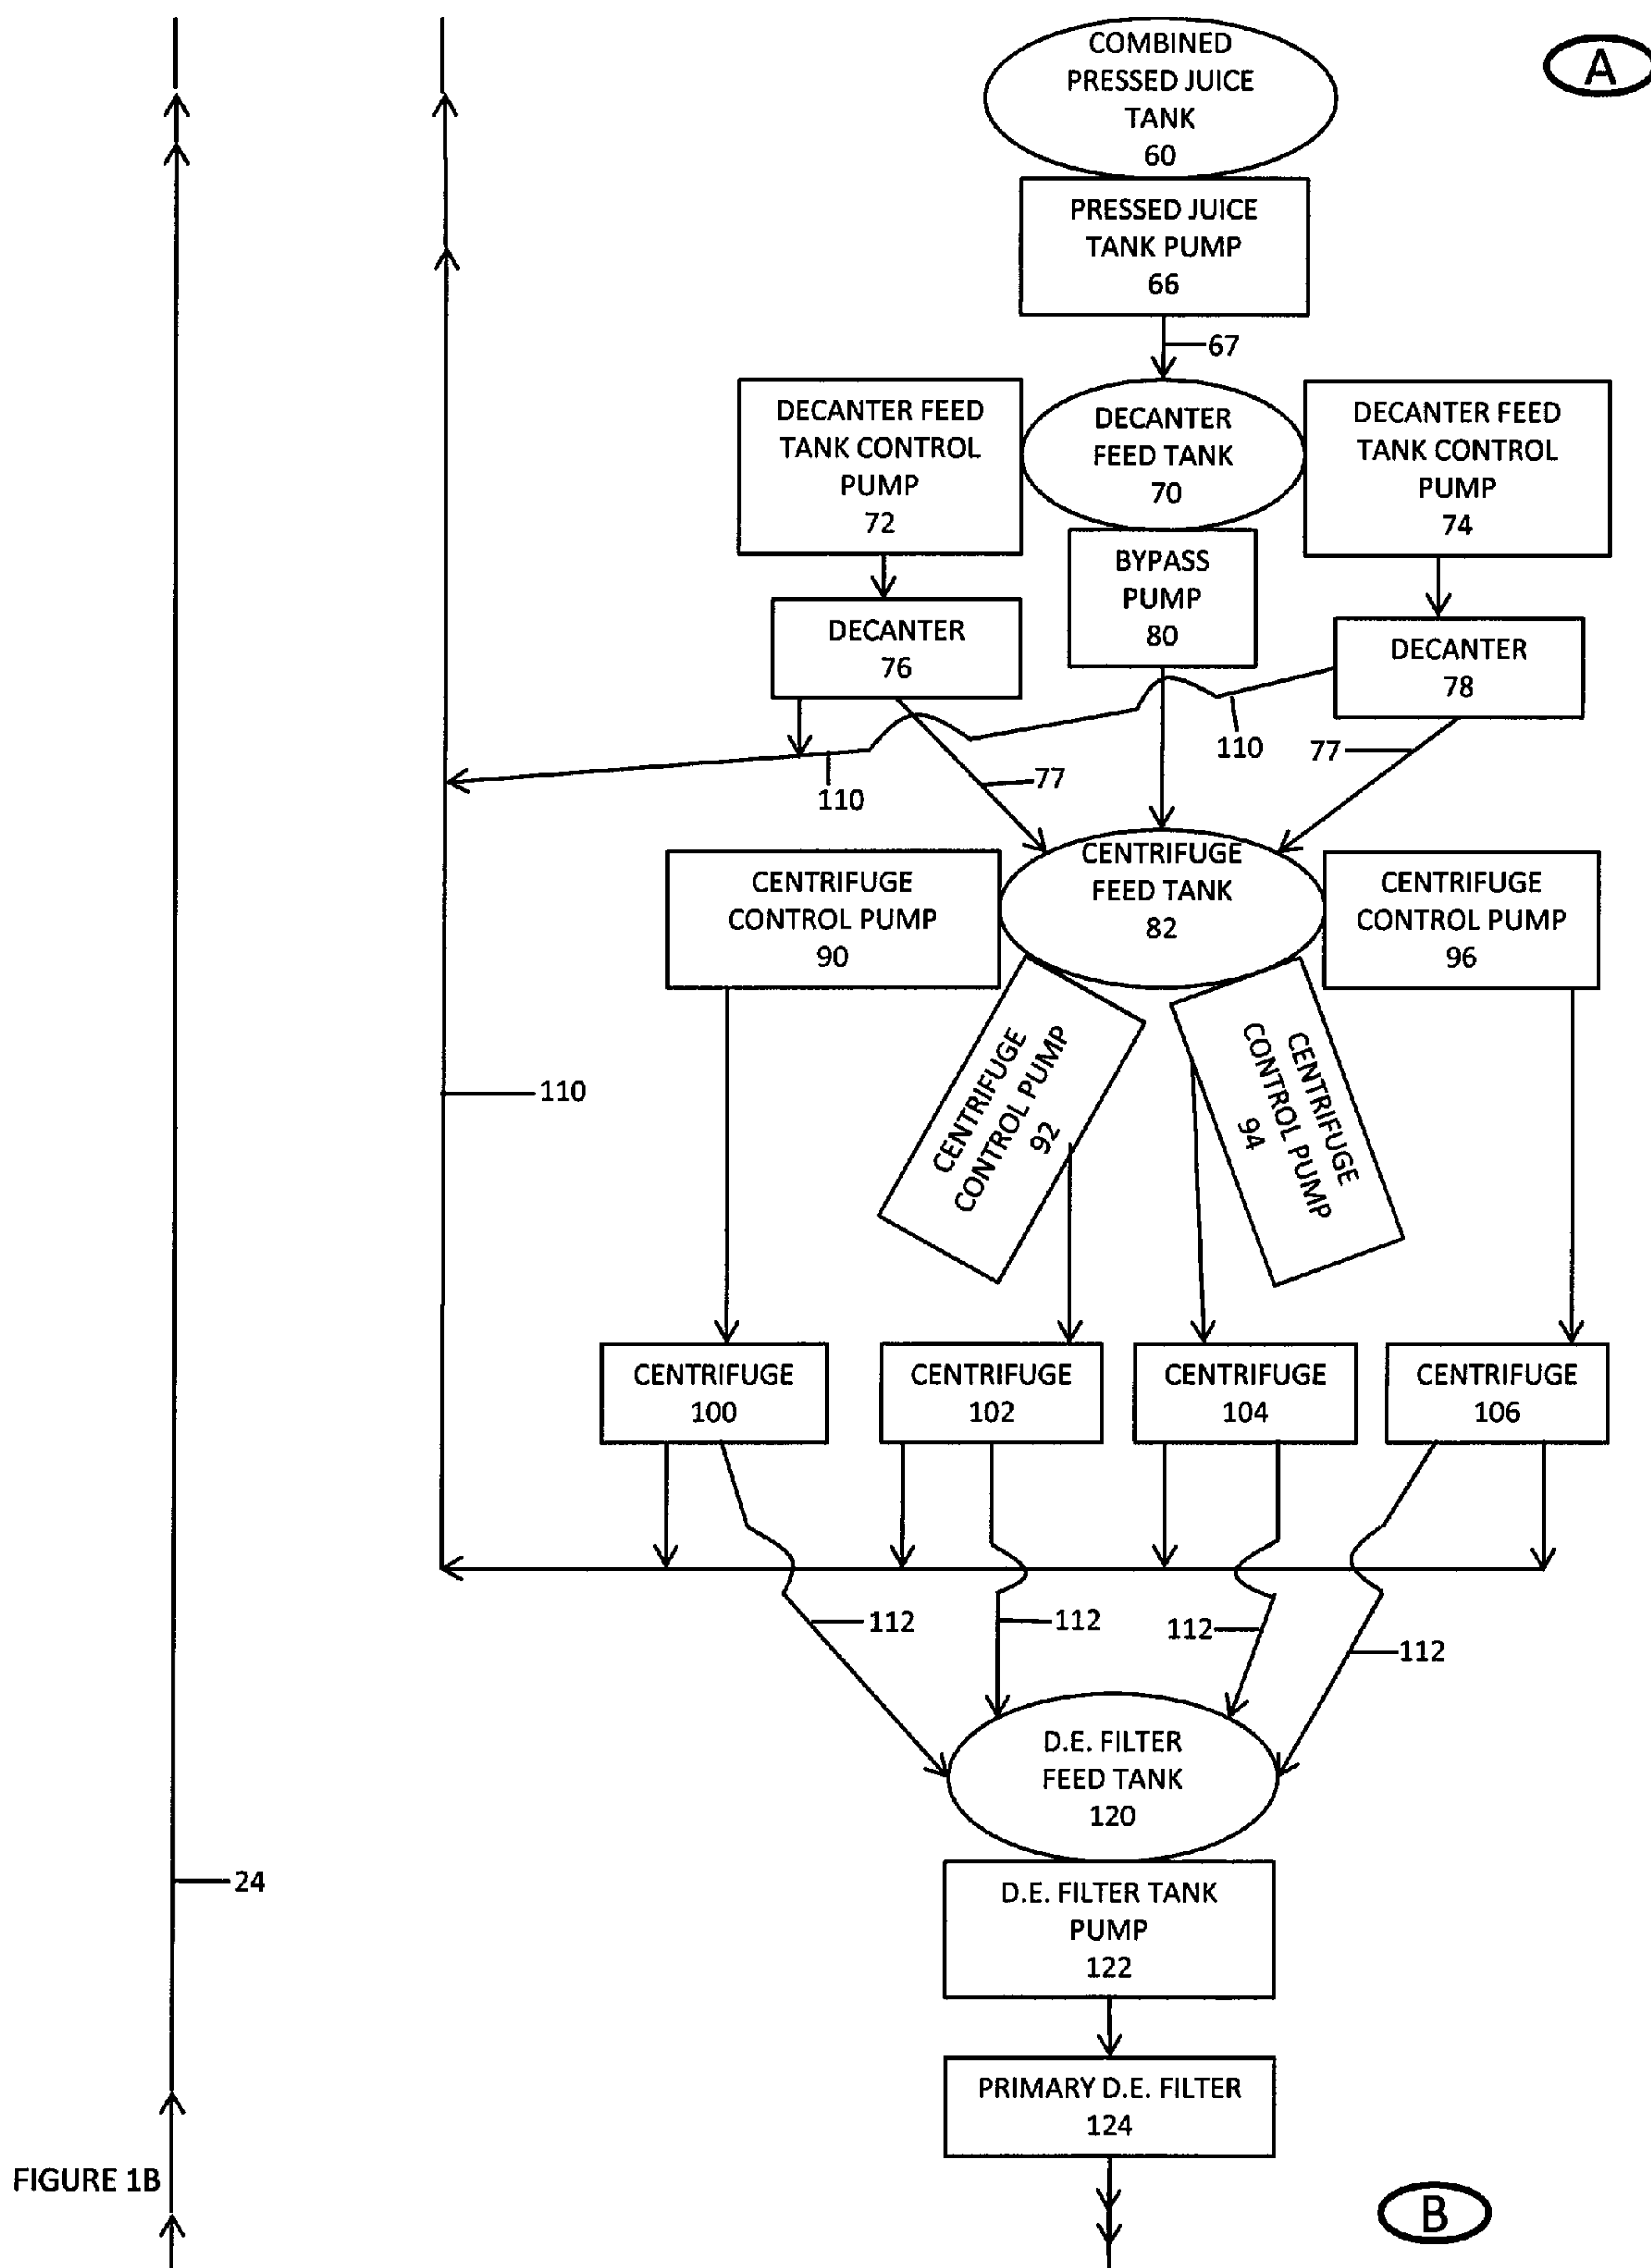 COMBINED
PRESSED JUICE
TANK
60
A
PRESSED JUICE
TANK PUMP
66
67
DECANTER FEED
TANK CONTROL
PUMP
72
DECANTER
FEED TANK
70
DECANTER FEED
TANK CONTROL
PUMP
74
BYPASS
PUMP
80
DECANTER
76
DECANTER
78
110
77
77
110
CENTRIFUGE
CONTROL PUMP
90
CENTRIFUGE
FEED TANK
82
CENTRIFUGE
CONTROL PUMP
96
CENTRIFUGE
CONTROL PUMP
92
CENTRIFUGE
CONTROL PUMP
94
110
CENTRIFUGE
100
CENTRIFUGE
102
CENTRIFUGE
104
CENTRIFUGE
106
112
112
112
112
D.E. FILTER
FEED TANK
120
24
D.E. FILTER TANK
PUMP
122
PRIMARY D.E. FILTER
124
FIGURE 1B
B